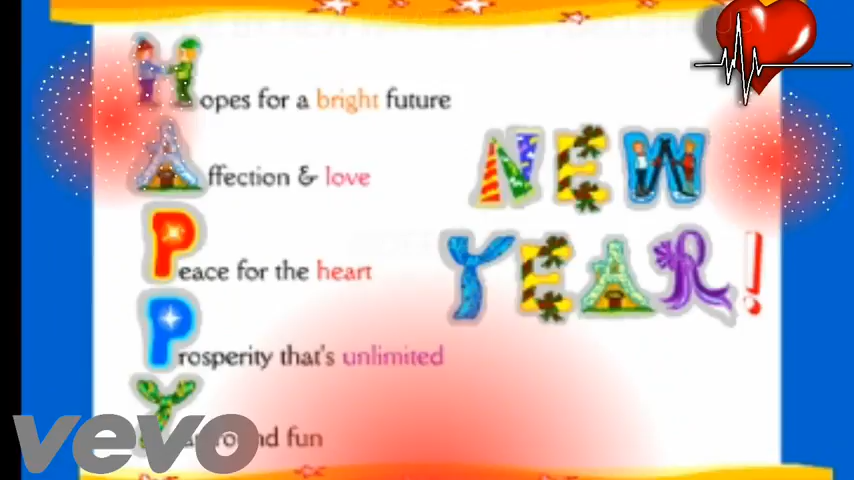 Hopes for a bright future
Affection & love
Peace for the heart
Prosperity that's unlimited
NEW
YEAR!
fun
vevo